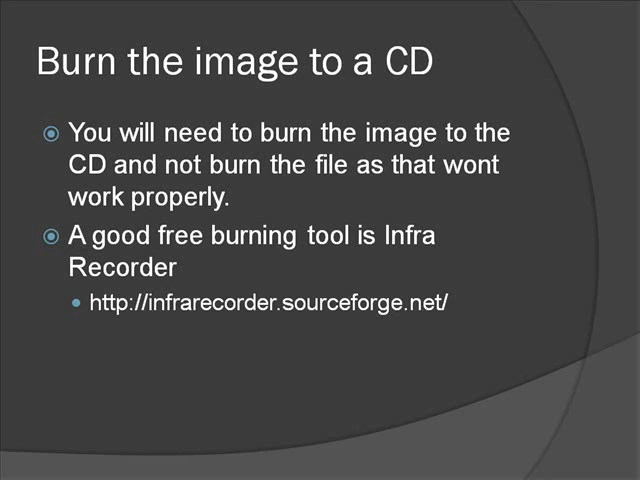 Burn the image to a CD
You will need to burn the image to the
CD and not burn the file as that wont
work properly.
A good free burning tool is Infra
Recorder
http://infrarecorder.sourceforge.net/